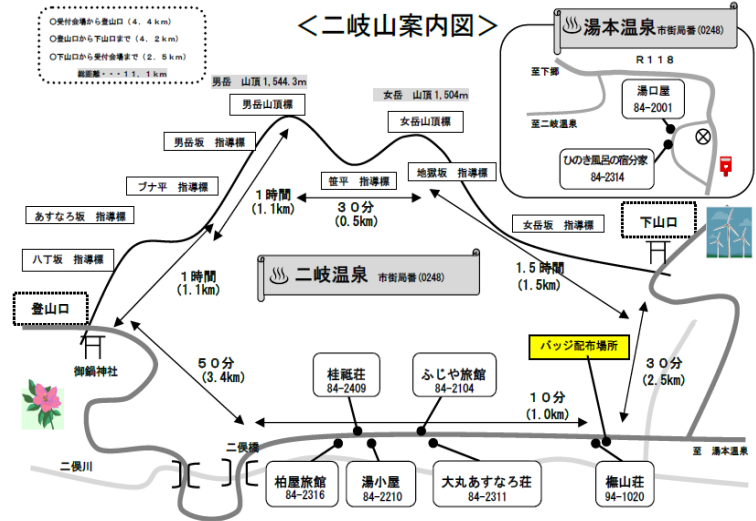 ＜二岐山案内図＞
○受付会場から登山口（４．４ｋｍ）
○登山口から下山口まで（４．２ｋｍ）
○下山口から受付会場まで（２．５ｋｍ）
総距離・・・１１．１ｋｍ
湯本温泉 市街局番(0248)
Ｒ１１８
至下郷
湯口屋
84-2001
至二岐温泉
ひのき風呂の宿分家
84-2314
男岳 山頂1,544.3ｍ
男岳山頂標
女岳 山頂1,504ｍ
女岳山頂標
男岳坂 指導標
ブナ平 指導標
あすなろ坂 指導標
八丁坂 指導標
笹平 指導標
地獄坂 指導標
女岳坂 指導標
１時間
(1.1km)
３０分
(0.5km)
１時間
(1.1km)
1.５時間
(1.5km)
下山口
二岐温泉 市街局番(0248)
登山口
御鍋神社
５０分
(3.4km)
バッジ配布場所
３０分
(2.5km)
１０分
(1.0km)
桂祗荘
84-2409
ふじや旅館
84-2104
二俣橋
二俣川
至 湯本温泉
柏屋旅館
84-2316
湯小屋
84-2210
大丸あすなろ荘
84-2311
樵山荘
94-1020